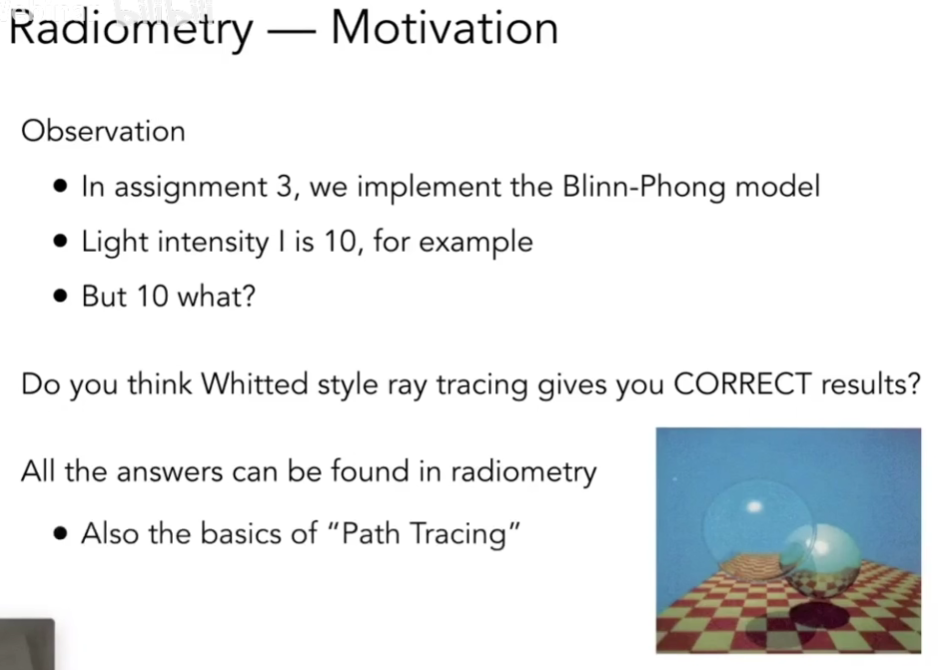 Radiometry — Motivation
Observation
• In assignment 3, we implement the Blinn-Phong model
• Light intensity I is 10, for example
• But 10 what?
Do you think Whitted style ray tracing gives you CORRECT results?
All the answers can be found in radiometry
• Also the basics of “Path Tracing”